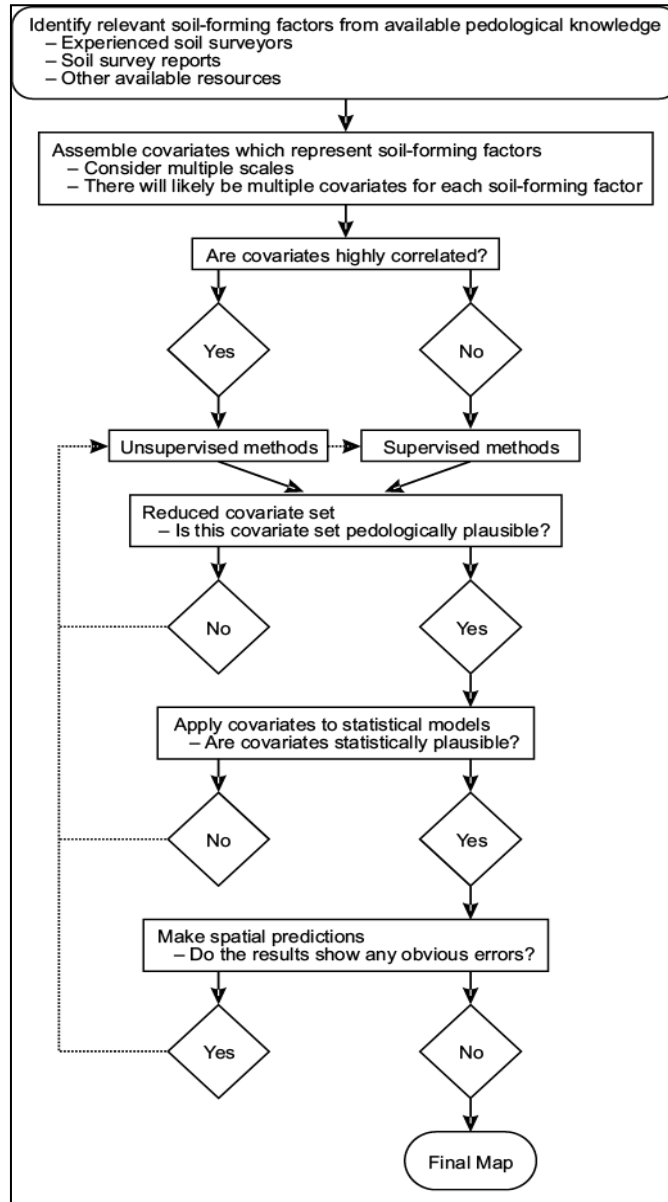 Identify relevant soil-forming factors from available pedological knowledge
– Experienced soil surveyors
– Soil survey reports
– Other available resources
Assemble covariates which represent soil-forming factors
– Consider multiple scales
– There will likely be multiple covariates for each soil-forming factor
Are covariates highly correlated?
Yes
No
Unsupervised methods
Supervised methods
Reduced covariate set
– Is this covariate set pedologically plausible?
No
Yes
Apply covariates to statistical models
– Are covariates statistically plausible?
No
Yes
Make spatial predictions
– Do the results show any obvious errors?
Yes
No
Final Map